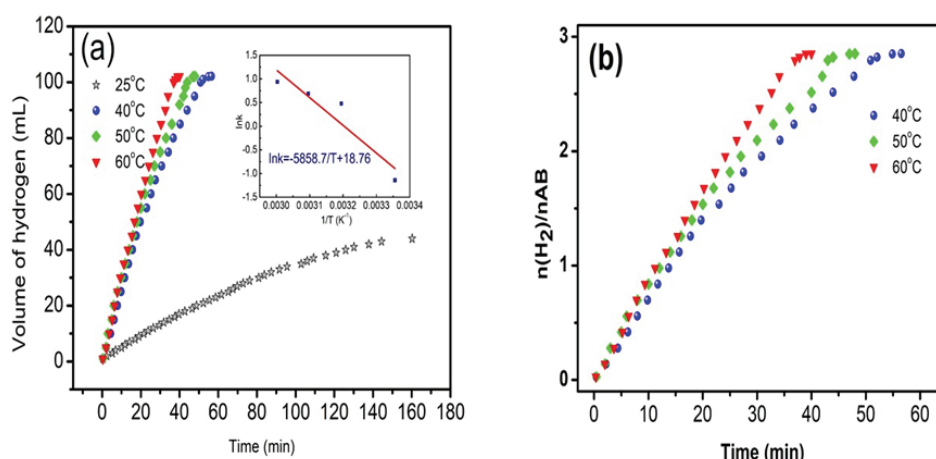 (a)
Volume of hydrogen (mL)
120
100
80
60
40
20
0
25°C
40°C
50°C
60°C
lnk
1.5
1.0
0.5
0.0
-0.5
-1.0
-1.5
lnk=-5858.7/T+18.76
0.0030 0.0031 0.0032 0.0033 0.0034
1/T (K⁻¹)
0 20 40 60 80 100 120 140 160 180
Time (min)
(b)
n(H₂)/nAB
3
2
1
0
40°C
50°C
60°C
0 10 20 30 40 50 60
Time (min)